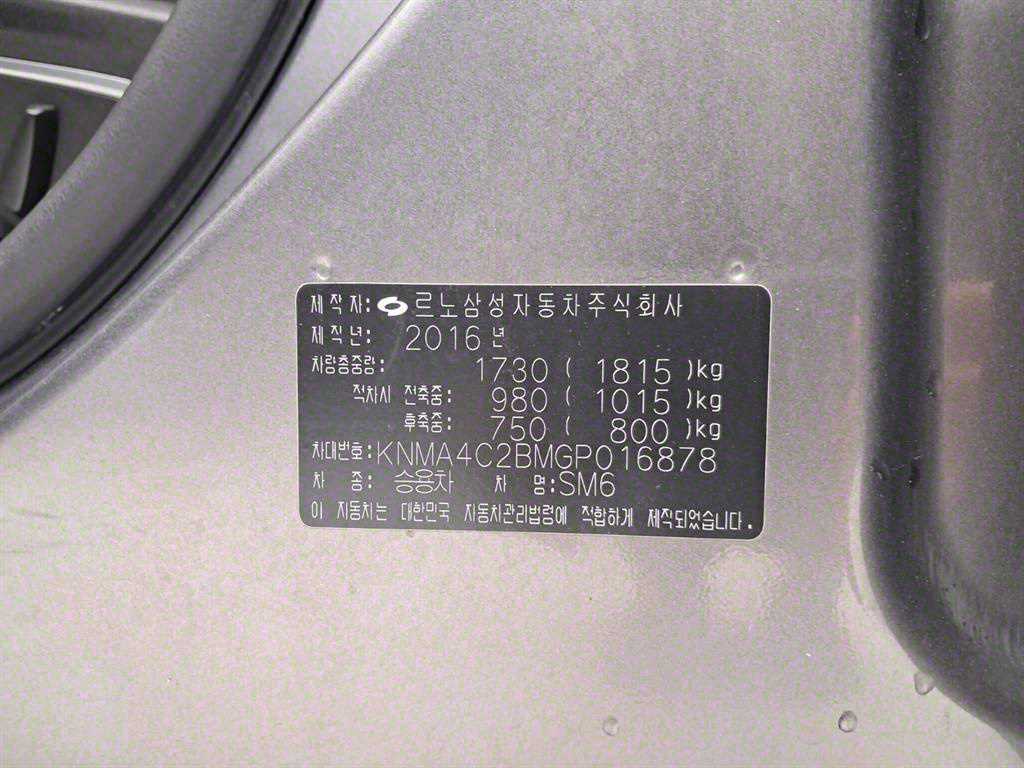 제 작 자: 르노삼성자동차주식회사
제 작 년: 2016 년
차량총중량: 1730 ( 1815 )kg
적차시 전축중: 980 ( 1015 )kg
후축중: 750 ( 800 )kg
차대번호: KNMA4C2BMGP016878
차 종: 승용차 차 명: SM6
이 자동차는 대한민국 자동차관리법령에 적합하게 제작되었습니다.